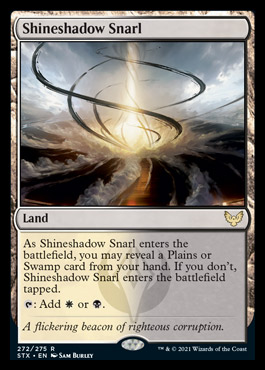 Shineshadow Snarl
Land
As Shineshadow Snarl enters the
battlefield, you may reveal a Plains or
Swamp card from your hand. If you don't,
Shineshadow Snarl enters the battlefield
tapped.
: Add or .
A flickering beacon of righteous corruption.
272/275 R
STX • EN SAM BURLEY
™ & © 2021 Wizards of the Coast